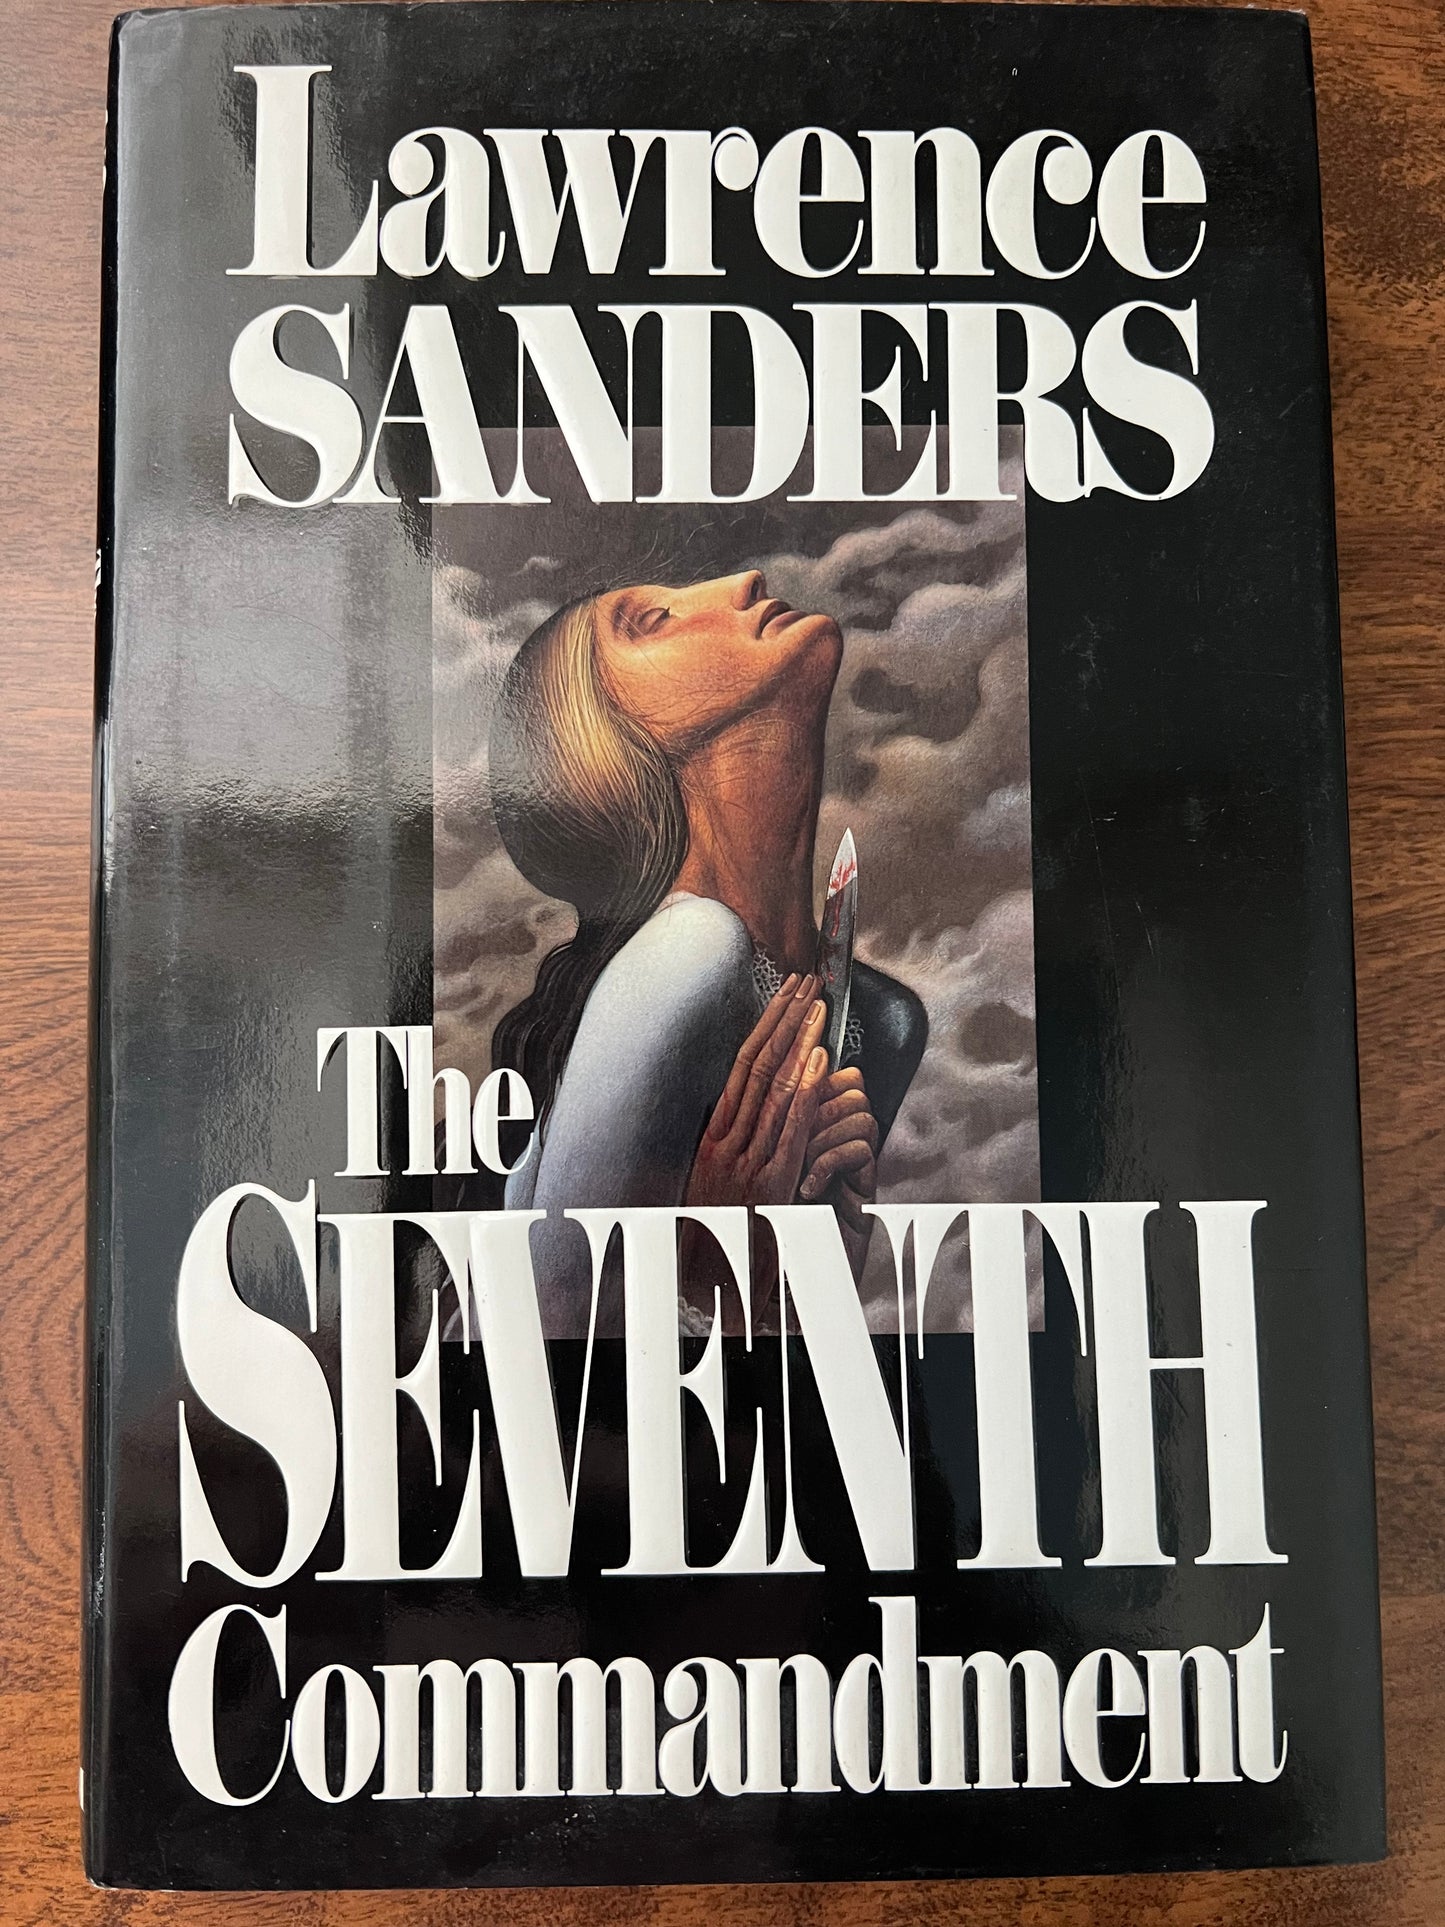 Lawrence
SANDERS
The
SEVENTH
Commandment